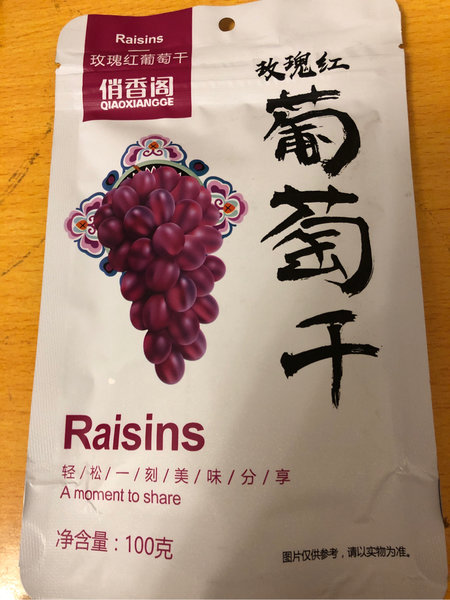 Raisins
玫瑰红葡萄干
俏香阁
QIAOXIANGGE
玫瑰红
葡萄干
Raisins
轻/松/一/刻/美/味/分/享
A moment to share
净含量：100克
图片仅供参考，请以实物为准。